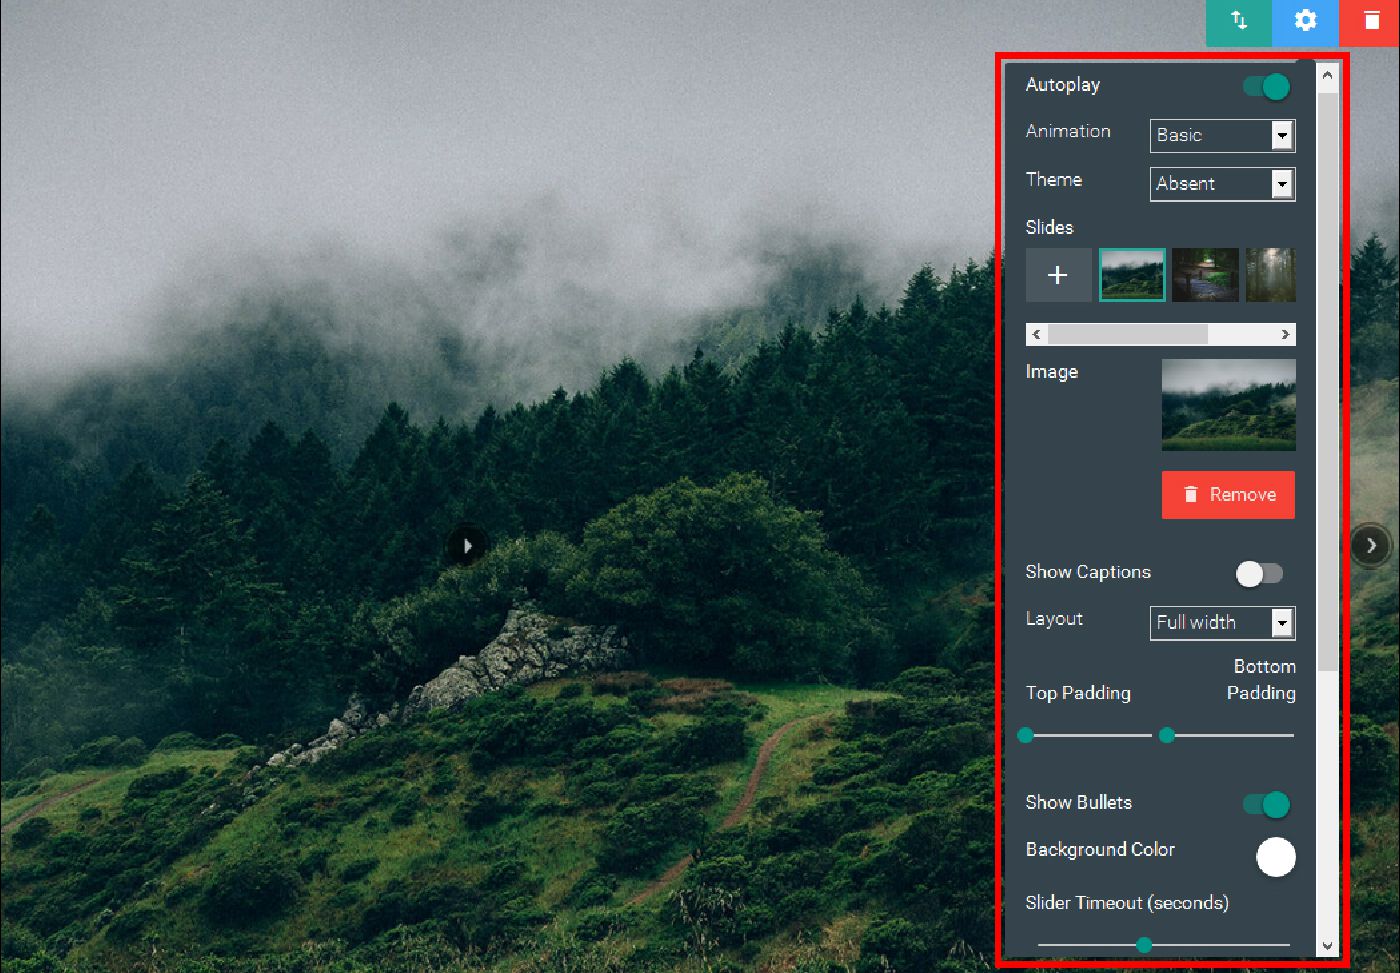 Autoplay
Animation Basic
Theme Absent
Slides
Image
Remove
Show Captions
Layout Full width
Top Padding
Bottom
Padding
Show Bullets
Background Color
Slider Timeout (seconds)